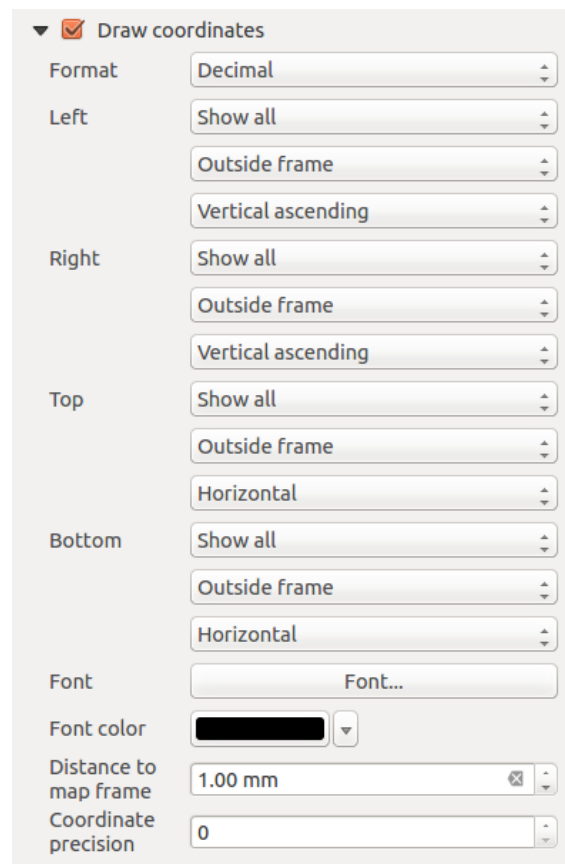 Draw coordinates
Format Decimal
Left Show all
Outside frame
Vertical ascending
Right Show all
Outside frame
Vertical ascending
Top Show all
Outside frame
Horizontal
Bottom Show all
Outside frame
Horizontal
Font Font...
Font color
Distance to
map frame 1.00 mm
Coordinate
precision 0